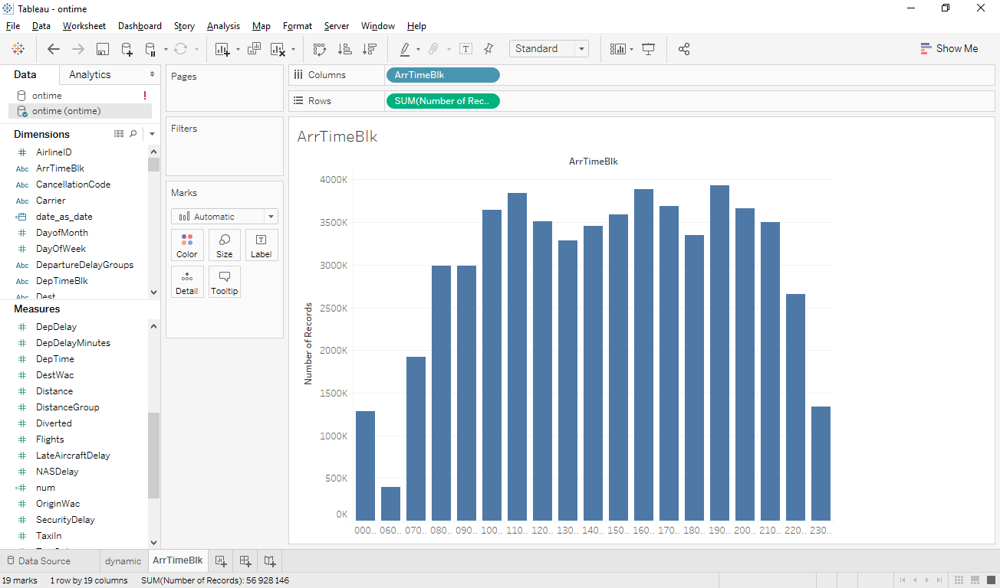 Tableau - ontime
File Data Worksheet Dashboard Story Analysis Map Format Server Window Help
Standard
Show Me
Data Analytics
ontime !
ontime (ontime)
Dimensions
# AirlineID
Abc ArrTimeBlk
Abc CancellationCode
Abc Carrier
date_as_date
# DayofMonth
# DayOfWeek
Abc DepartureDelayGroups
Abc DepTimeBlk
Abc Dest
Measures
# DepDelay
# DepDelayMinutes
# DepTime
# DestWac
# Distance
# DistanceGroup
# Diverted
# Flights
# LateAircraftDelay
# NASDelay
=# num
# OriginWac
# SecurityDelay
# TaxiIn
Pages
Filters
Marks
Automatic
Color Size Label
Detail Tooltip
Columns ArrTimeBlk
Rows SUM(Number of Rec..
ArrTimeBlk
ArrTimeBlk
Number of Records
4000K
3500K
3000K
2500K
2000K
1500K
1000K
500K
0K
000.. 060.. 070.. 080.. 090.. 100.. 110.. 120.. 130.. 140.. 150.. 160.. 170.. 180.. 190.. 200.. 210.. 220.. 230..
Data Source dynamic ArrTimeBlk
19 marks 1 row by 19 columns SUM(Number of Records): 56 928 146